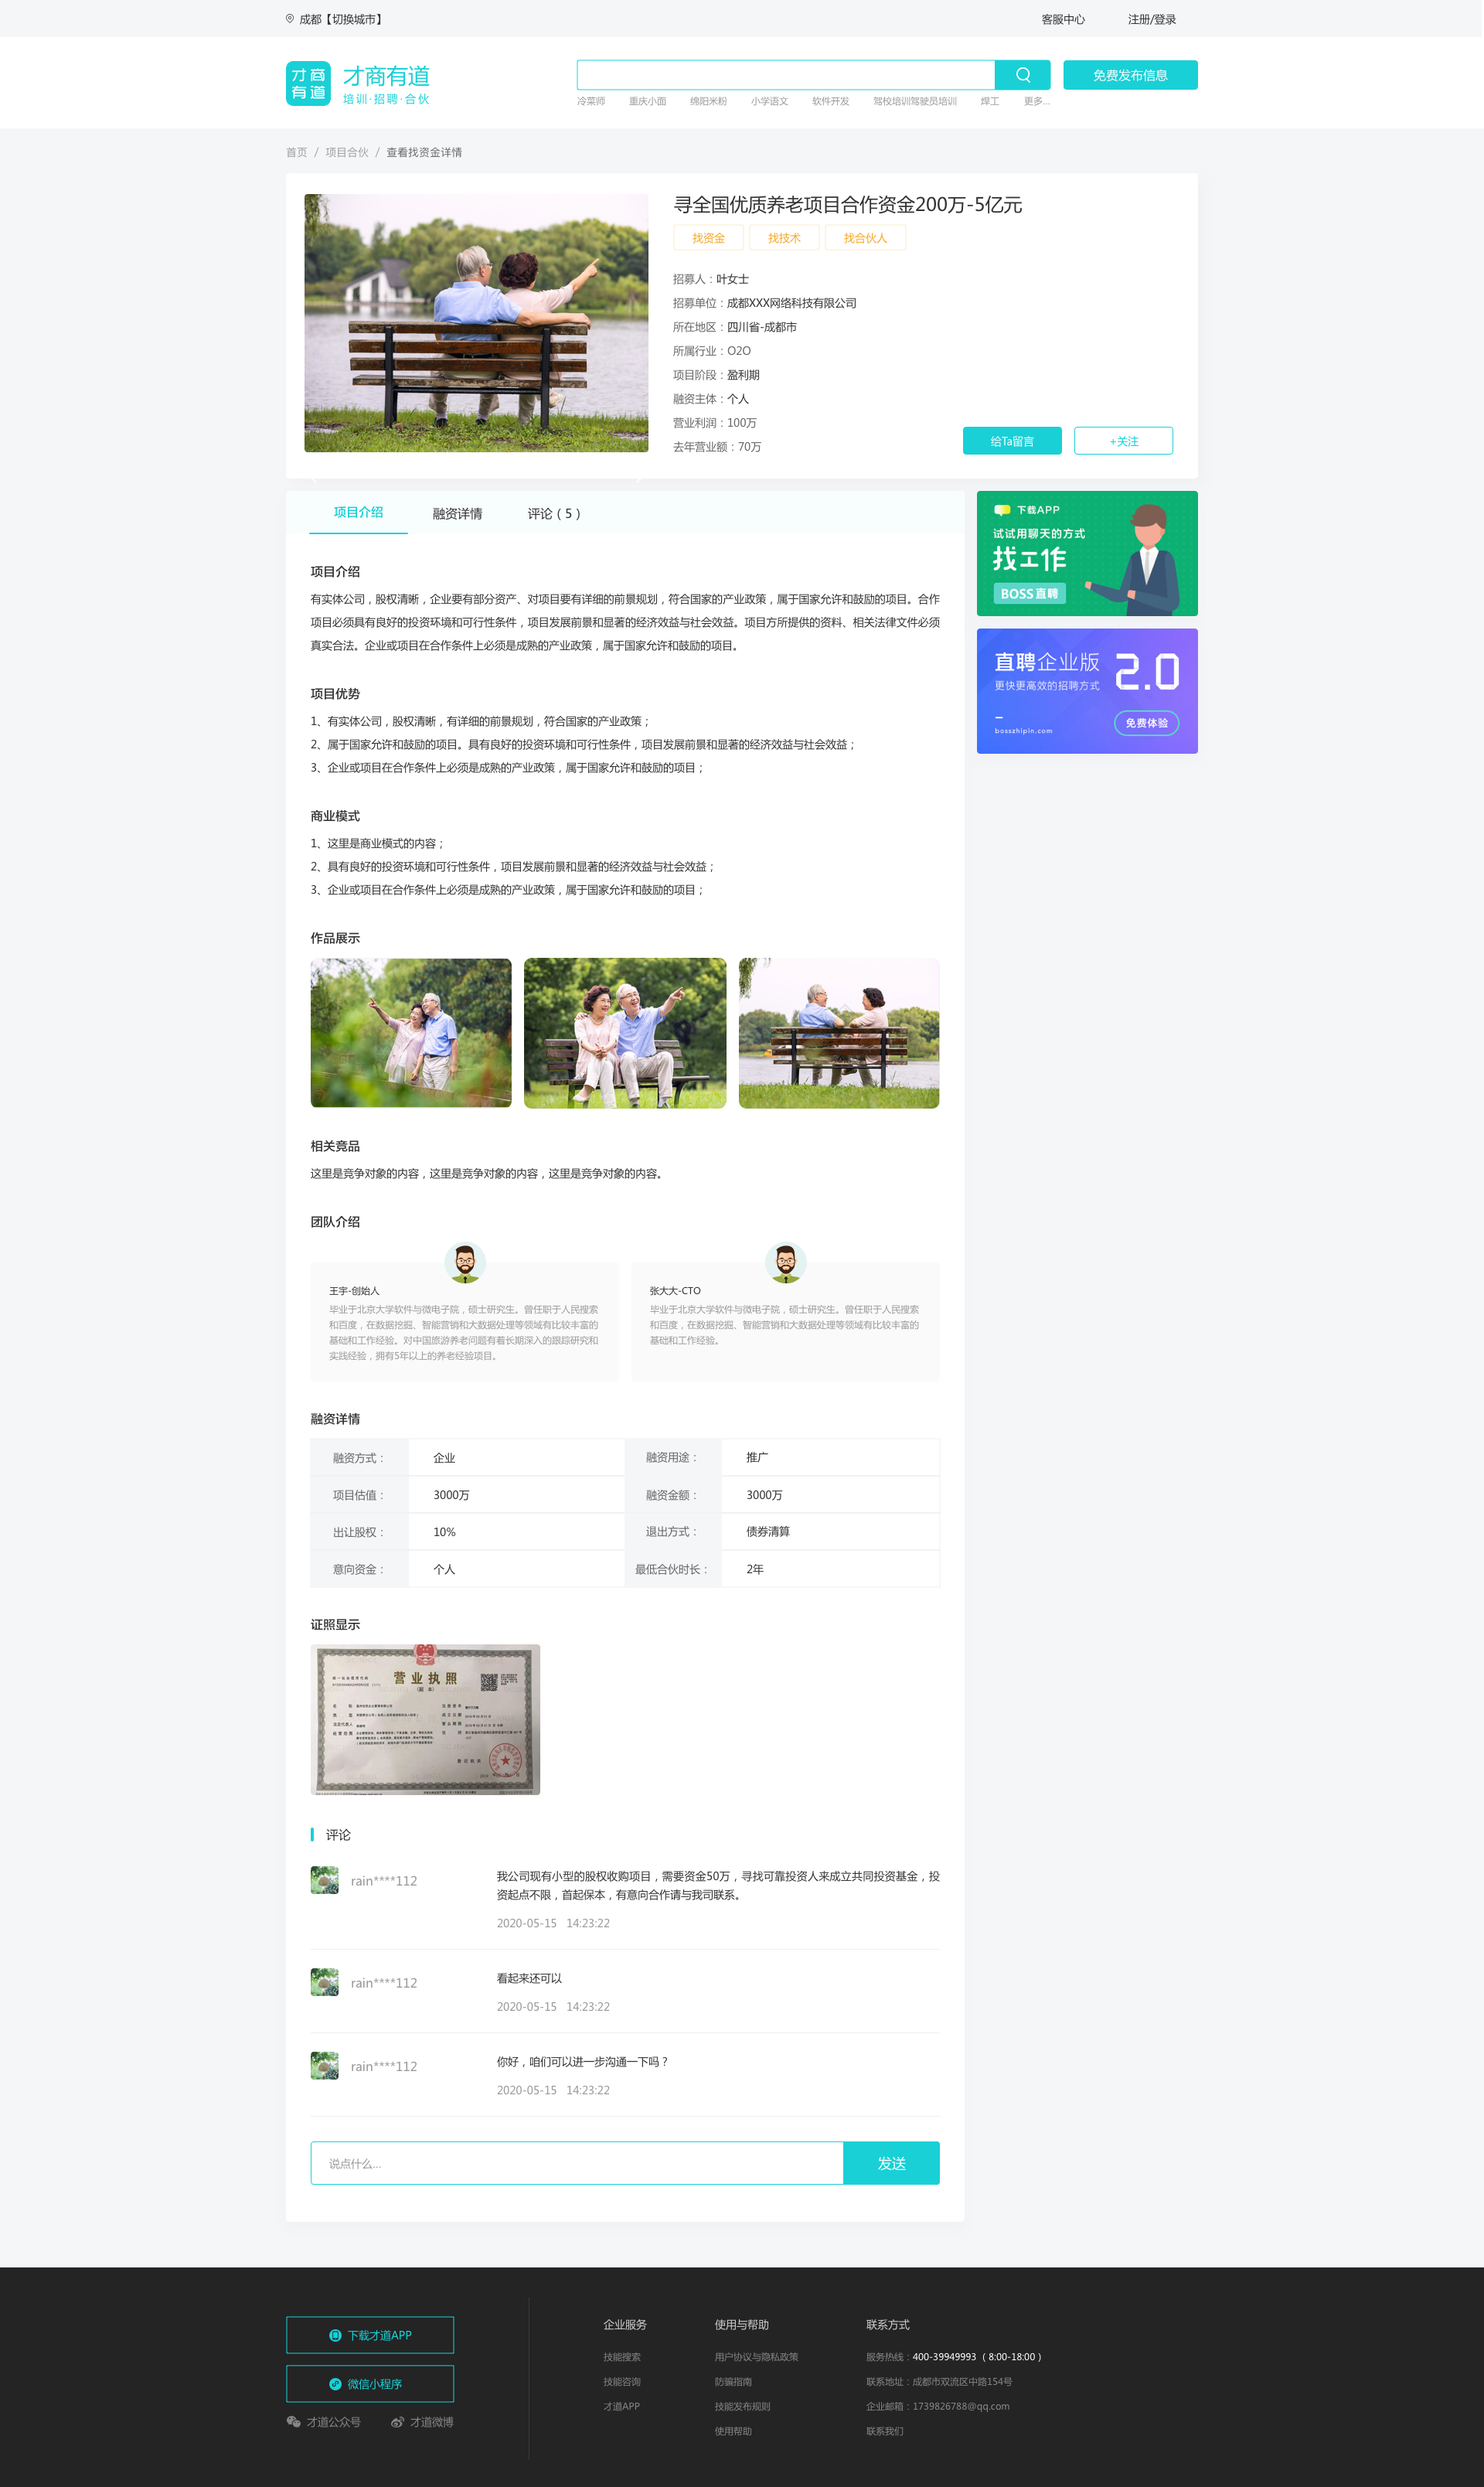 成都【切换城市】
客服中心
注册/登录
才商有道
才商有道
培训·招聘·合伙
免费发布信息
冷菜师 重庆小面 绵阳米粉 小学语文 软件开发 驾校培训驾驶员培训 焊工 更多...
首页 / 项目合伙 / 查看找资金详情
寻全国优质养老项目合作资金200万-5亿元
找资金 找技术 找合伙人
招募人：叶女士
招募单位：成都XXX网络科技有限公司
所在地区：四川省-成都市
所属行业：O2O
项目阶段：盈利期
融资主体：个人
营业利润：100万
去年营业额：70万
给Ta留言
+关注
项目介绍 融资详情 评论（5）
下载APP
试试用聊天的方式
找工作
BOSS直聘
直聘企业版 2.0
更快更高效的招聘方式
bosszhipin.com
免费体验
项目介绍
有实体公司，股权清晰，企业要有部分资产、对项目要有详细的前景规划，符合国家的产业政策，属于国家允许和鼓励的项目。合作
项目必须具有良好的投资环境和可行性条件，项目发展前景和显著的经济效益与社会效益。项目方所提供的资料、相关法律文件必须
真实合法。企业或项目在合作条件上必须是成熟的产业政策，属于国家允许和鼓励的项目。
项目优势
1、有实体公司，股权清晰，有详细的前景规划，符合国家的产业政策；
2、属于国家允许和鼓励的项目。具有良好的投资环境和可行性条件，项目发展前景和显著的经济效益与社会效益；
3、企业或项目在合作条件上必须是成熟的产业政策，属于国家允许和鼓励的项目；
商业模式
1、这里是商业模式的内容；
2、具有良好的投资环境和可行性条件，项目发展前景和显著的经济效益与社会效益；
3、企业或项目在合作条件上必须是成熟的产业政策，属于国家允许和鼓励的项目；
作品展示
相关竞品
这里是竞争对象的内容，这里是竞争对象的内容，这里是竞争对象的内容。
团队介绍
王宇-创始人
毕业于北京大学软件与微电子院，硕士研究生。曾任职于人民搜索
和百度，在数据挖掘、智能营销和大数据处理等领域有比较丰富的
基础和工作经验。对中国旅游养老问题有着长期深入的跟踪研究和
实践经验，拥有5年以上的养老经验项目。
张大大-CTO
毕业于北京大学软件与微电子院，硕士研究生。曾任职于人民搜索
和百度，在数据挖掘、智能营销和大数据处理等领域有比较丰富的
基础和工作经验。
融资详情
融资方式： 企业 融资用途： 推广
项目估值： 3000万 融资金额： 3000万
出让股权： 10% 退出方式： 债券清算
意向资金： 个人 最低合伙时长： 2年
证照显示
营业执照
评论
rain****112
我公司现有小型的股权收购项目，需要资金50万，寻找可靠投资人来成立共同投资基金，投
资起点不限，首起保本，有意向合作请与我司联系。
2020-05-15 14:23:22
rain****112
看起来还可以
2020-05-15 14:23:22
rain****112
你好，咱们可以进一步沟通一下吗？
2020-05-15 14:23:22
说点什么...
发送
下载才道APP
微信小程序
才道公众号 才道微博
企业服务
技能搜索
技能咨询
才道APP
使用与帮助
用户协议与隐私政策
防骗指南
技能发布规则
使用帮助
联系方式
服务热线：400-39949993（8:00-18:00）
联系地址：成都市双流区中路154号
企业邮箱：1739826788@qq.com
联系我们